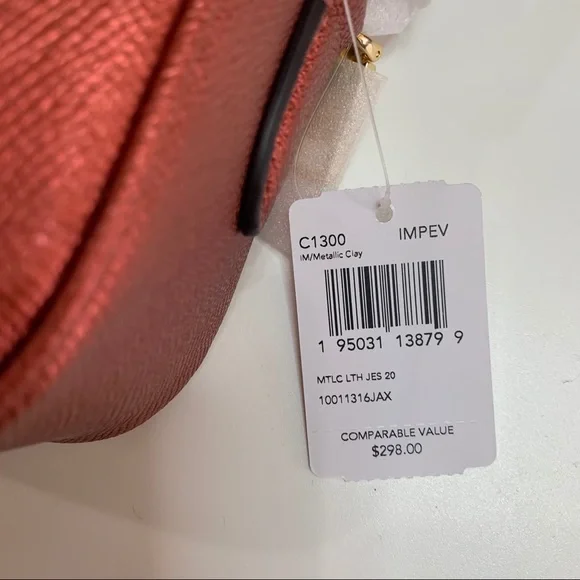 C1300 IMPEV
IM/Metallic Clay
1 95031 13879 9
MTLC LTH JES 20
10011316JAX
COMPARABLE VALUE
$298.00